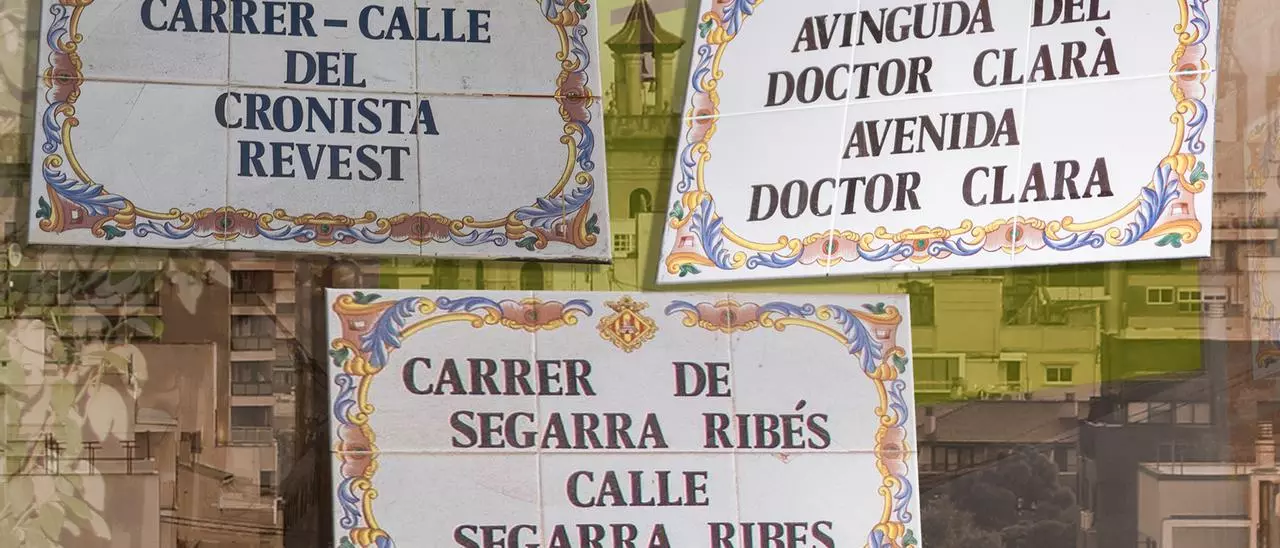 CARRER-CALLE
DEL
CRONISTA
REVEST
AVINGUDA DEL
DOCTOR CLARÀ
AVENIDA
DOCTOR CLARA
CARRER DE
SEGARRA RIBÉS
CALLE
SEGARRA RIBES